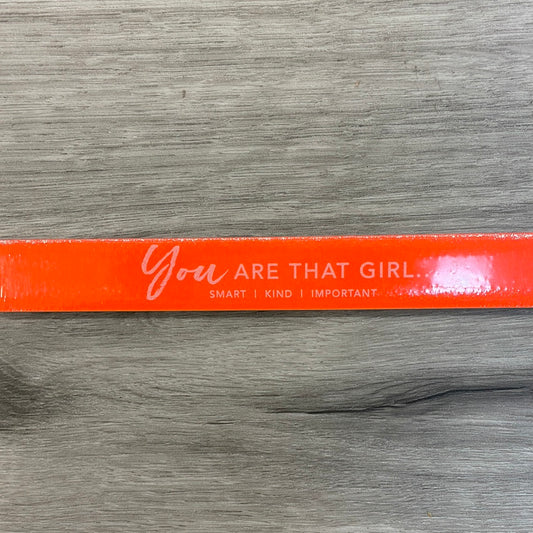 You ARE THAT GIRL...
SMART | KIND | IMPORTANT